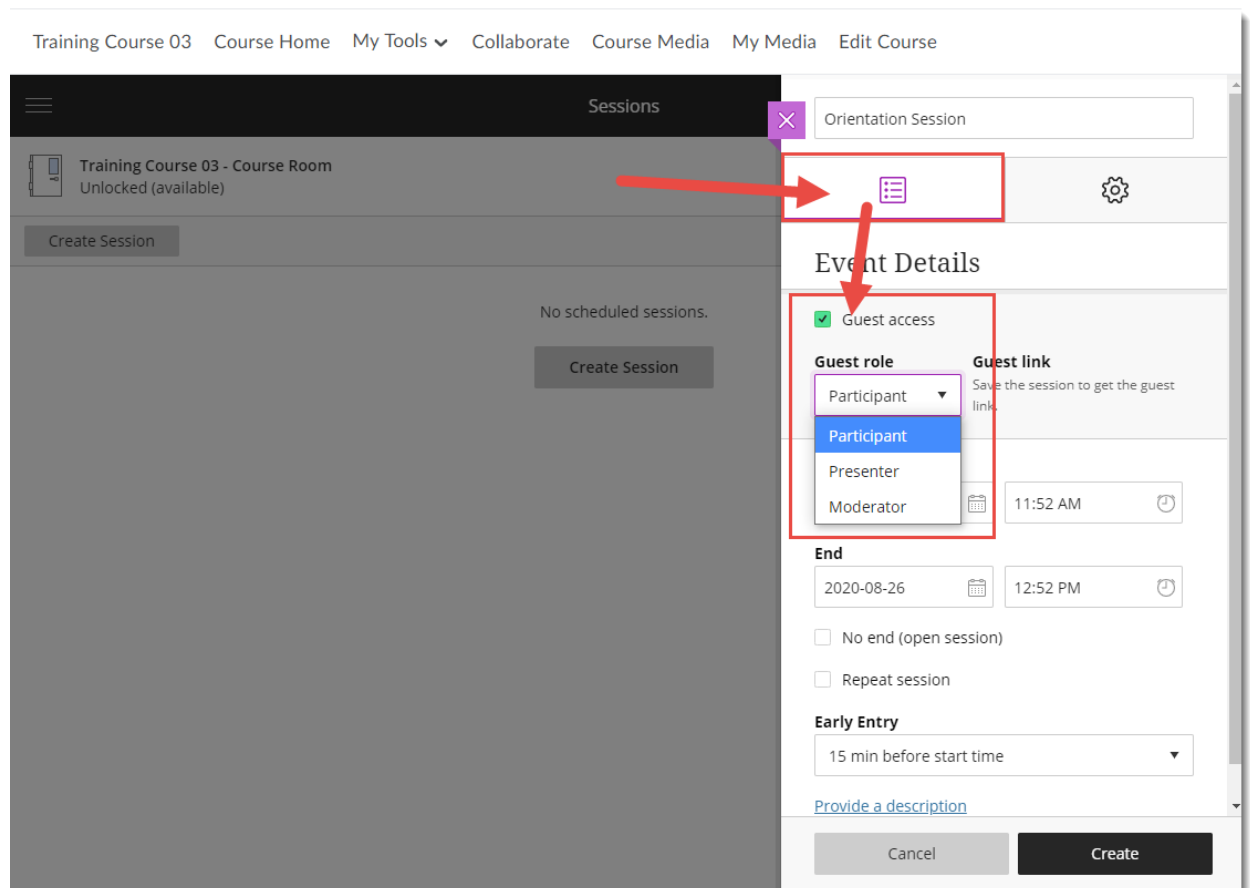 Training Course 03 Course Home My Tools Collaborate Course Media My Media Edit Course
Sessions
Training Course 03 - Course Room
Unlocked (available)
Create Session
No scheduled sessions.
Create Session
Orientation Session
Event Details
Guest access
Guest role
Guest link
Save the session to get the guest
link.
Participant
Participant
Presenter
Moderator
11:52 AM
End
2020-08-26
12:52 PM
No end (open session)
Repeat session
Early Entry
15 min before start time
Provide a description
Cancel
Create